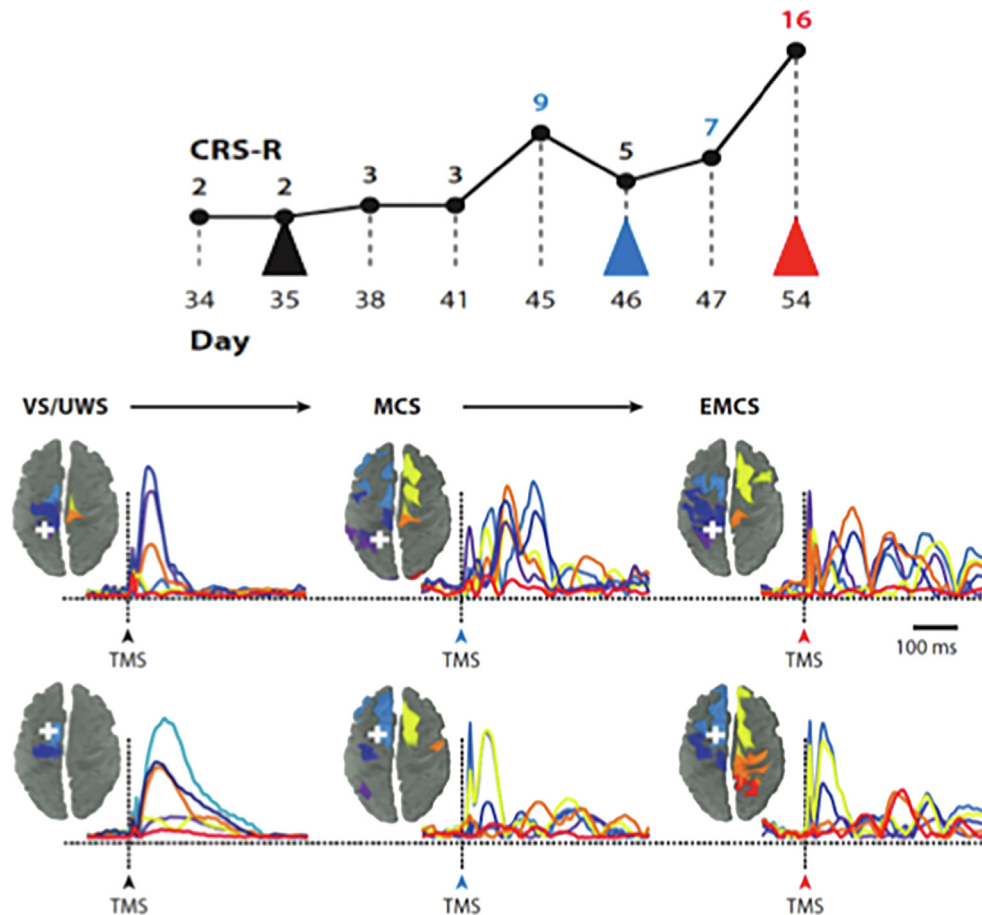 16
9
7
5
CRS-R
2 2 3 3
34 35 38 41 45 46 47 54
Day
VS/UWS MCS EMCS
100 ms
TMS TMS TMS
TMS TMS TMS